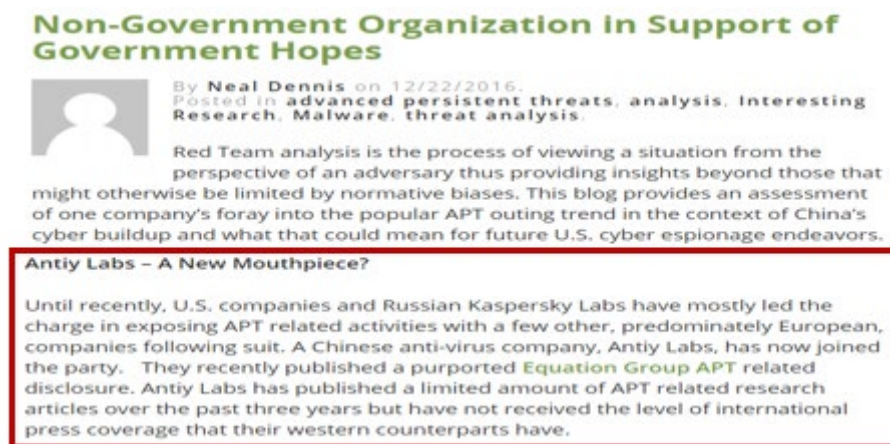 Non-Government Organization in Support of
Government Hopes
By Neal Dennis on 12/22/2016.
Posted in advanced persistent threats, analysis, Interesting
Research, Malware, threat analysis.
Red Team analysis is the process of viewing a situation from the
perspective of an adversary thus providing insights beyond those that
might otherwise be limited by normative biases. This blog provides an assessment
of one company’s foray into the popular APT outing trend in the context of China’s
cyber buildup and what that could mean for future U.S. cyber espionage endeavors.
Antiy Labs – A New Mouthpiece?
Until recently, U.S. companies and Russian Kaspersky Labs have mostly led the
charge in exposing APT related activities with a few other, predominately European,
companies following suit. A Chinese anti-virus company, Antiy Labs, has now joined
the party. They recently published a purported Equation Group APT related
disclosure. Antiy Labs has published a limited amount of APT related research
articles over the past three years but have not received the level of international
press coverage that their western counterparts have.